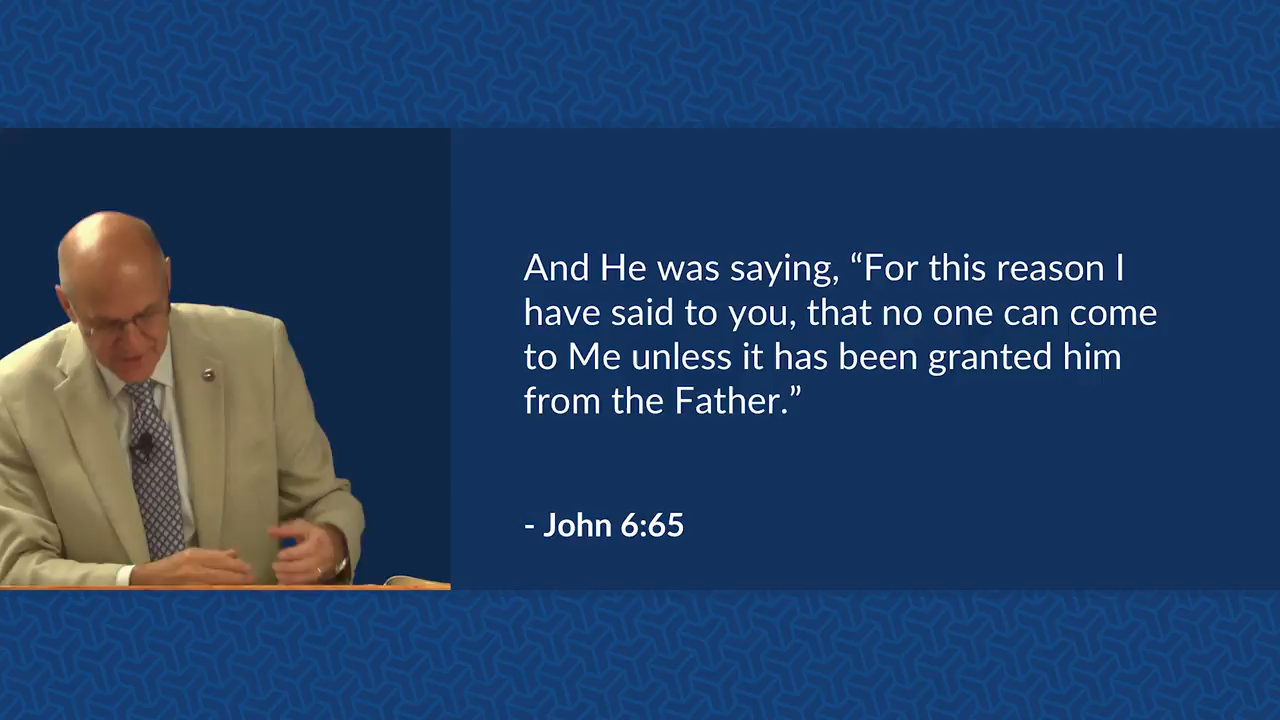 And He was saying, “For this reason I
have said to you, that no one can come
to Me unless it has been granted him
from the Father.”
- John 6:65